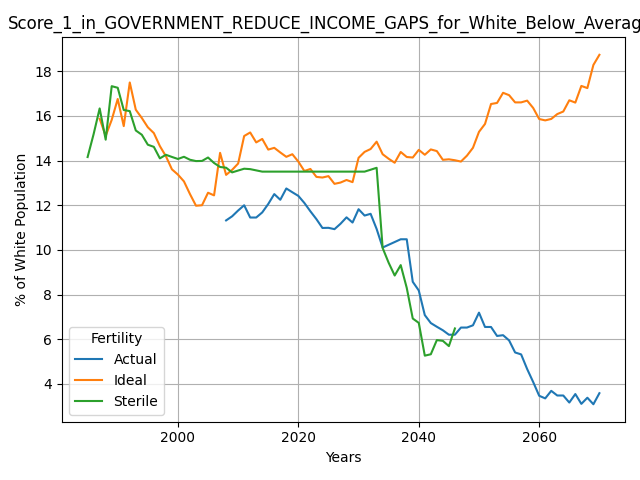 Score_1_in_GOVERNMENT_REDUCE_INCOME_GAPS_for_White_Below_Averag
% of White Population
18
16
14
12
10
8
6
4
Fertility
Actual
Ideal
Sterile
2000 2020 2040 2060
Years